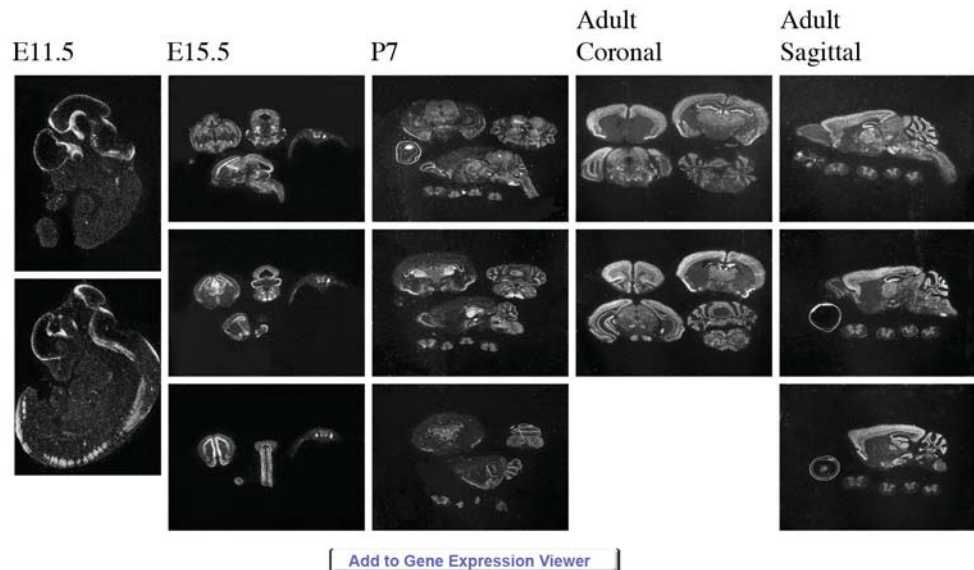 E11.5
E15.5
P7
Adult
Coronal
Adult
Sagittal
Add to Gene Expression Viewer